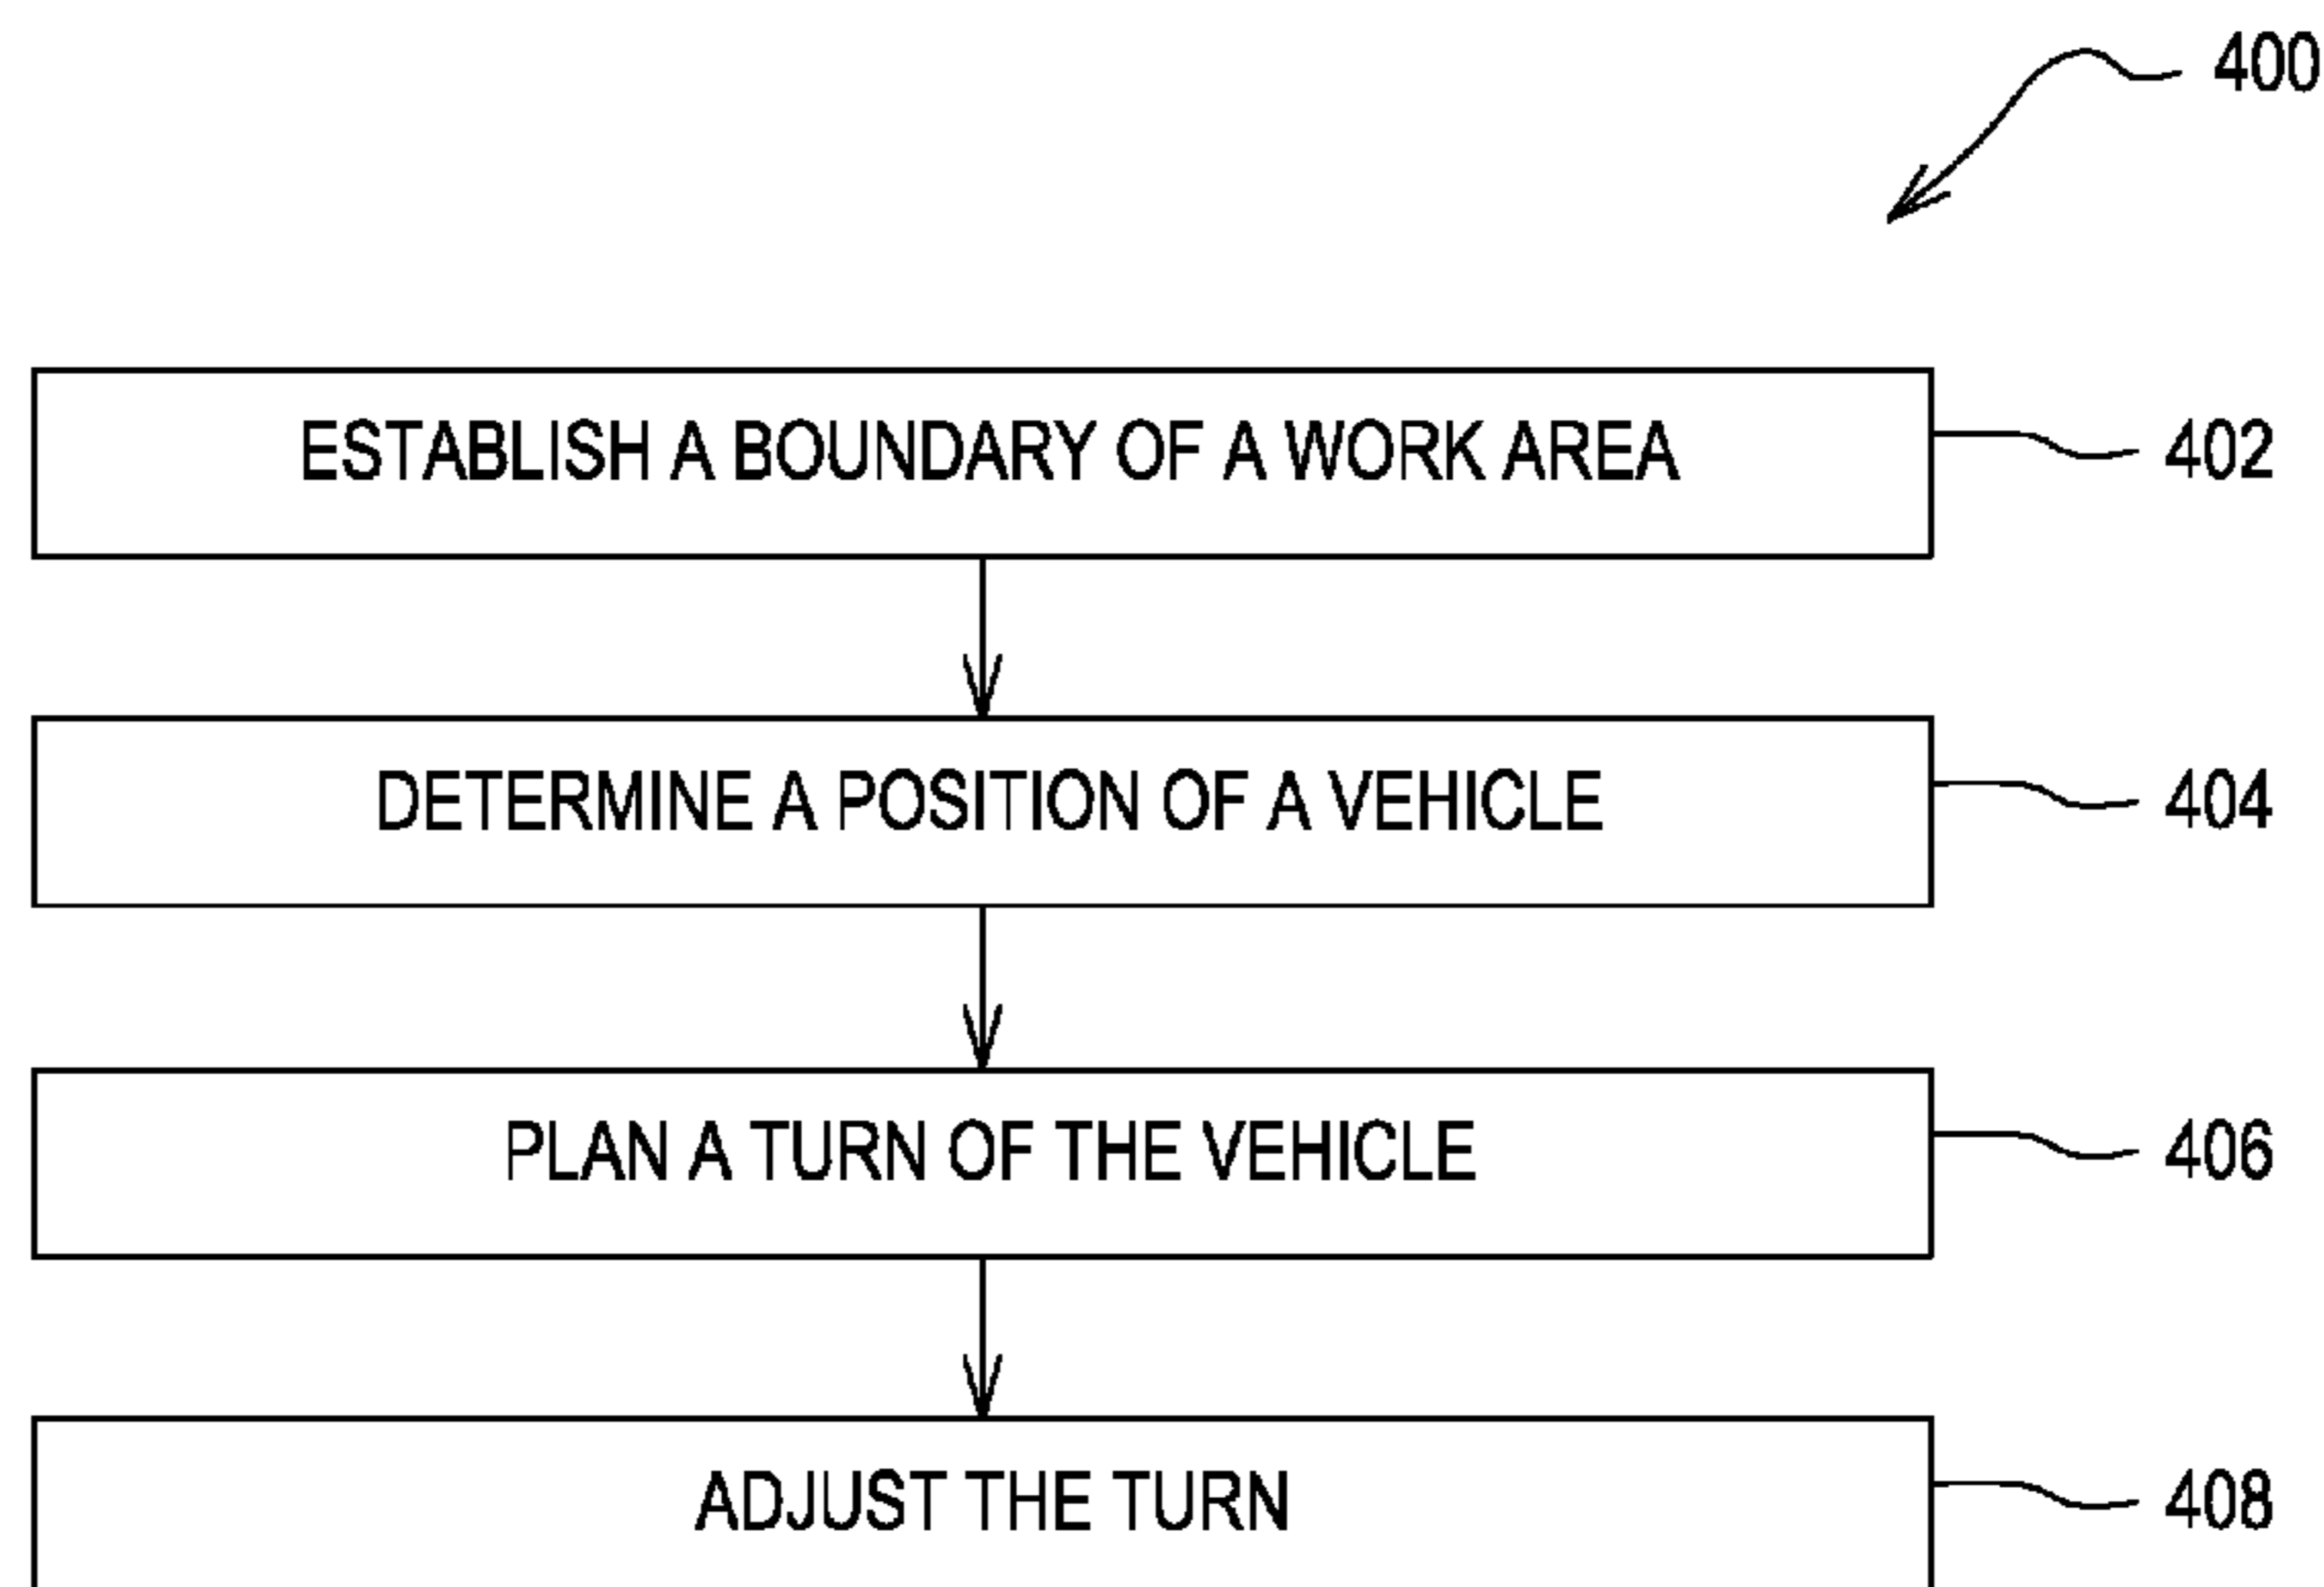 400
ESTABLISH A BOUNDARY OF A WORK AREA
402
DETERMINE A POSITION OF A VEHICLE
404
PLAN A TURN OF THE VEHICLE
406
ADJUST THE TURN
408